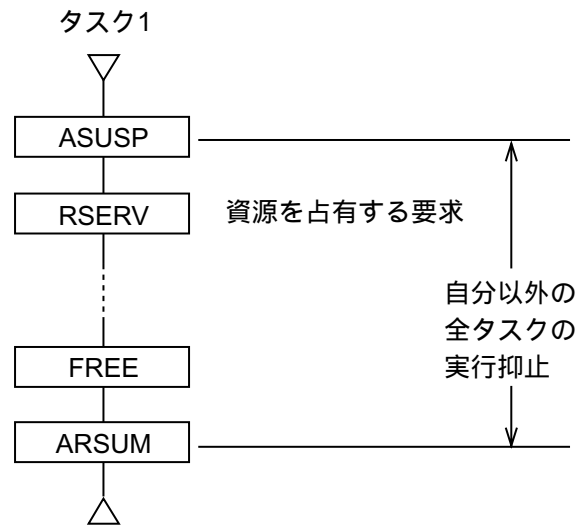 タスク1
ASUSP
RSERV
資源を占有する要求
自分以外の
全タスクの
実行抑止
FREE
ARSUM